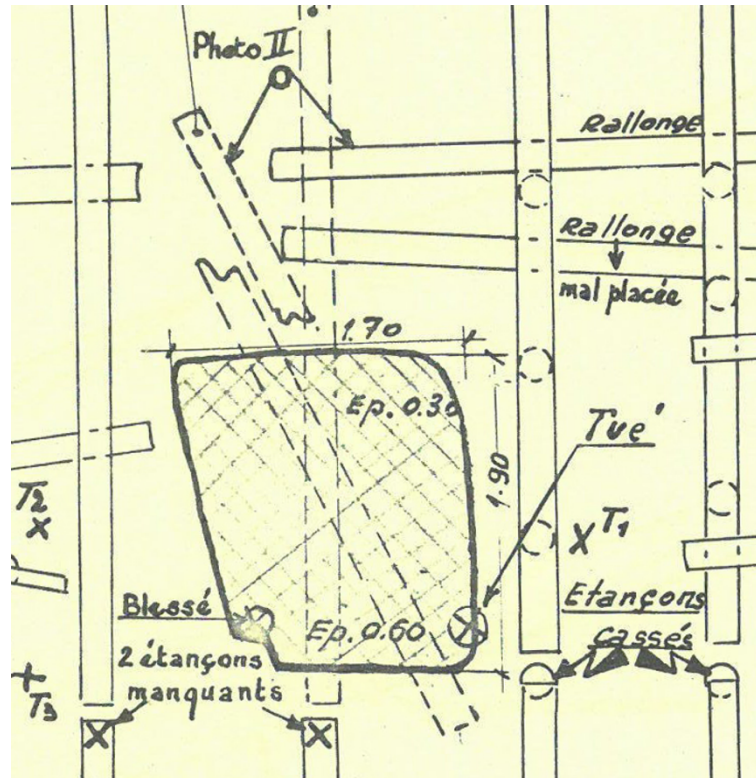 Photo II
Rallonge
Rallonge
mal placée
1.70
Ep. 0.30
Tué
1.90
T2
X
X T1
Blessé
Ep. 0.60
Etançons
cassés
2 étançons
manquants
T3